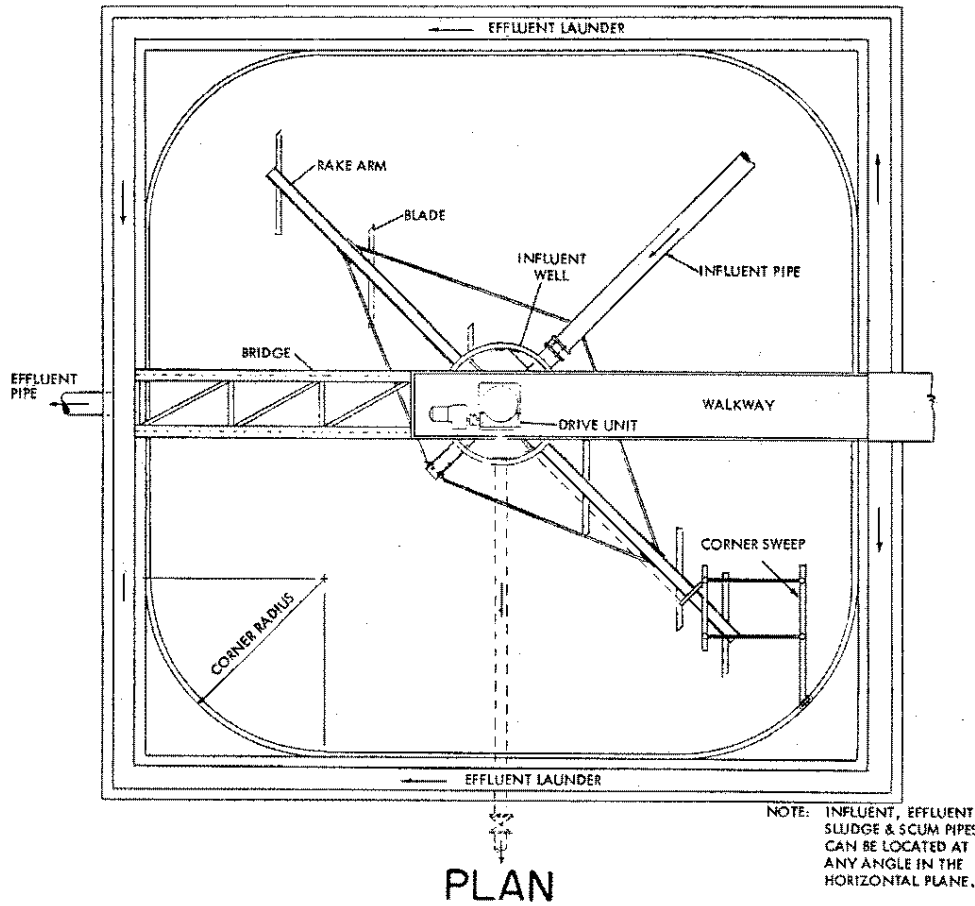 EFFLUENT LAUNDER
RAKE ARM
BLADE
INFLUENT
WELL
INFLUENT PIPE
BRIDGE
EFFLUENT
PIPE
WALKWAY
DRIVE UNIT
CORNER SWEEP
CORNER RADIUS
EFFLUENT LAUNDER
NOTE: INFLUENT, EFFLUENT
SLUDGE & SCUM PIPES
CAN BE LOCATED AT
ANY ANGLE IN THE
HORIZONTAL PLANE.
PLAN